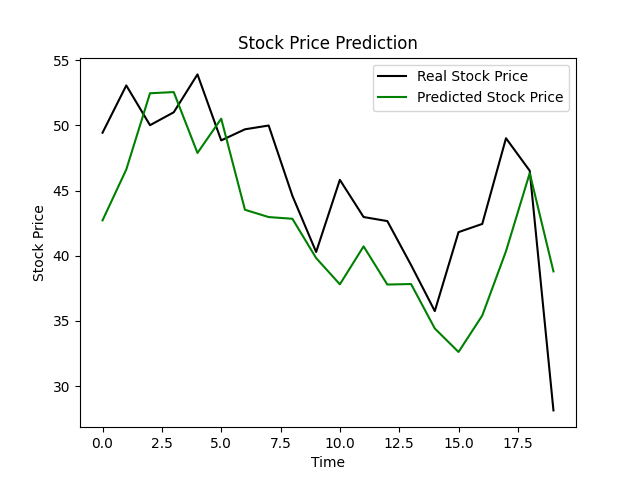 Stock Price Prediction
Real Stock Price
Predicted Stock Price
Stock Price
55
50
45
40
35
30
0.0 2.5 5.0 7.5 10.0 12.5 15.0 17.5
Time